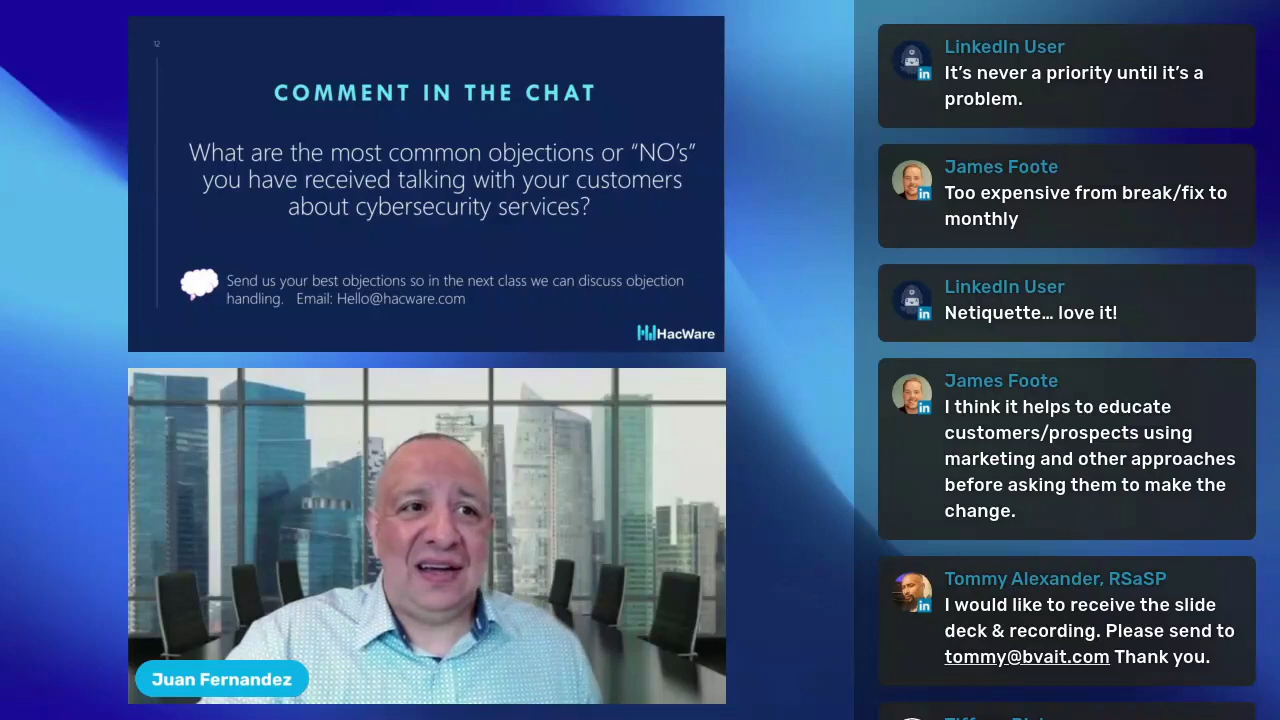 12
COMMENT IN THE CHAT
What are the most common objections or “NO’s”
you have received talking with your customers
about cybersecurity services?
Send us your best objections so in the next class we can discuss objection
handling. Email: Hello@hacware.com
HacWare
Juan Fernandez
LinkedIn User
It’s never a priority until it’s a
problem.
James Foote
Too expensive from break/fix to
monthly
LinkedIn User
Netiquette… love it!
James Foote
I think it helps to educate
customers/prospects using
marketing and other approaches
before asking them to make the
change.
Tommy Alexander, RSaSP
I would like to receive the slide
deck & recording. Please send to
tommy@bvait.com Thank you.